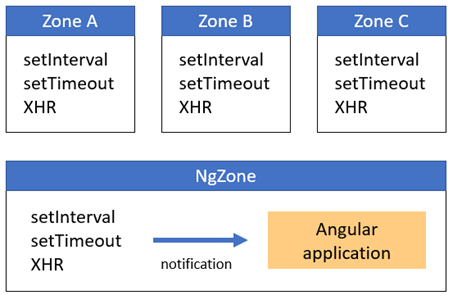 Zone A
setInterval
setTimeout
XHR
Zone B
setInterval
setTimeout
XHR
Zone C
setInterval
setTimeout
XHR
NgZone
setInterval
setTimeout
XHR
notification
Angular
application